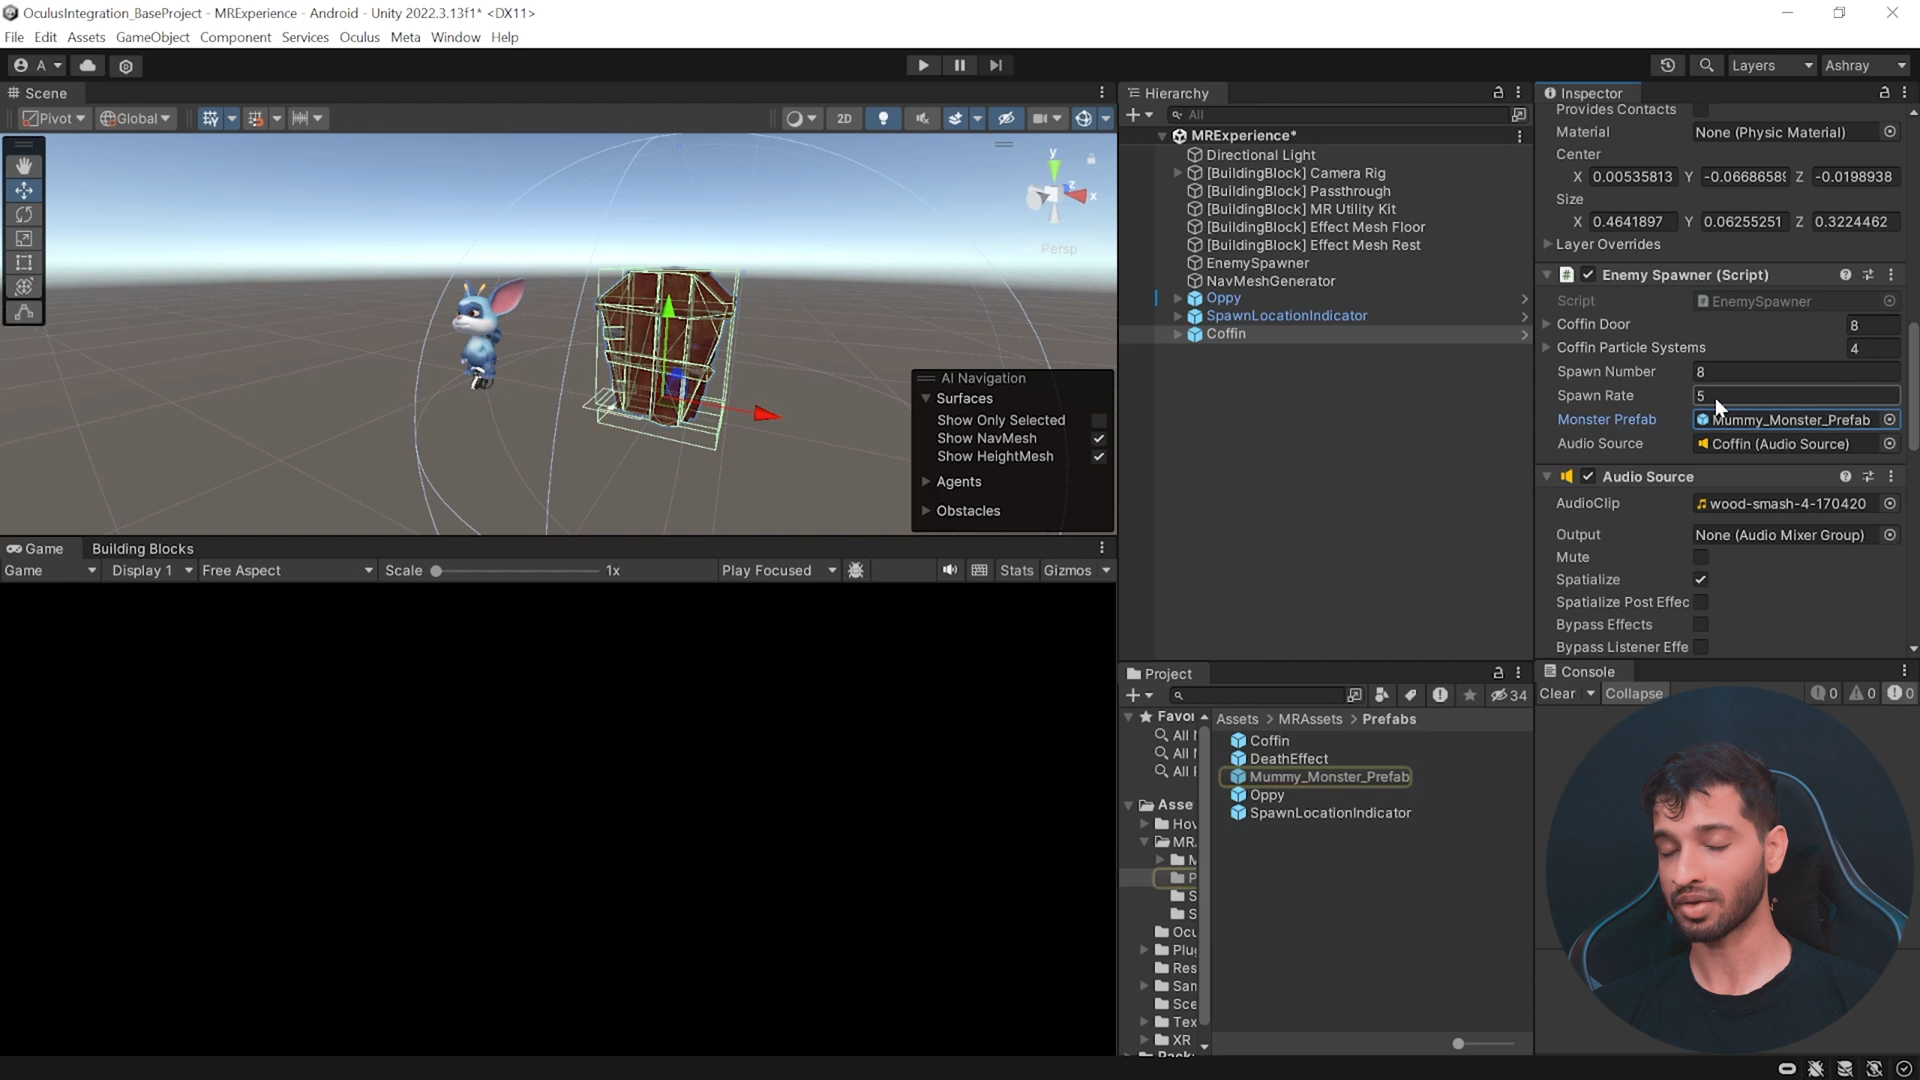 OculusIntegration_BaseProject - MRExperience - Android - Unity 2022.3.13f1* <DX11>
File Edit Assets GameObject Component Services Oculus Meta Window Help
A
Layers
Ashray
Scene
Pivot
Global
2D
y
x
z
Persp
AI Navigation
Surfaces
Show Only Selected
Show NavMesh
Show HeightMesh
Agents
Obstacles
Game
Building Blocks
Game
Display 1
Free Aspect
Scale
1x
Play Focused
Stats
Gizmos
Hierarchy
All
MRExperience*
Directional Light
[BuildingBlock] Camera Rig
[BuildingBlock] Passthrough
[BuildingBlock] MR Utility Kit
[BuildingBlock] Effect Mesh Floor
[BuildingBlock] Effect Mesh Rest
EnemySpawner
NavMeshGenerator
Oppy
SpawnLocationIndicator
Coffin
Project
34
Favor
All
All
All
Asse
Hov
MR.
M
P
S
S
Ocu
Plug
Res
San
Sce
Tex
XR
Assets > MRAssets > Prefabs
Coffin
DeathEffect
Mummy_Monster_Prefab
Oppy
SpawnLocationIndicator
Inspector
Provides Contacts
Material None (Physic Material)
Center
X 0.00535813 Y -0.0668658 Z -0.0198938
Size
X 0.4641897 Y 0.06255251 Z 0.3224462
Layer Overrides
Enemy Spawner (Script)
Script EnemySpawner
Coffin Door 8
Coffin Particle Systems 4
Spawn Number 8
Spawn Rate 5
Monster Prefab Mummy_Monster_Prefab
Audio Source Coffin (Audio Source)
Audio Source
AudioClip wood-smash-4-170420
Output None (Audio Mixer Group)
Mute
Spatialize
Spatialize Post Effec
Bypass Effects
Bypass Listener Effe
Console
Clear
Collapse
0
0
0